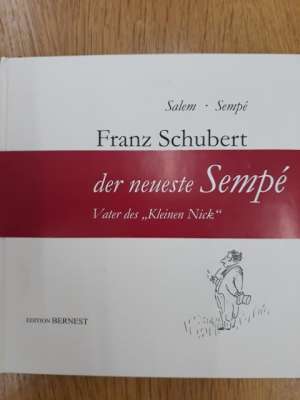 Salem · Sempé
Franz Schubert
der neueste Sempé
Vater des „Kleinen Nick“
EDITION BERNEST